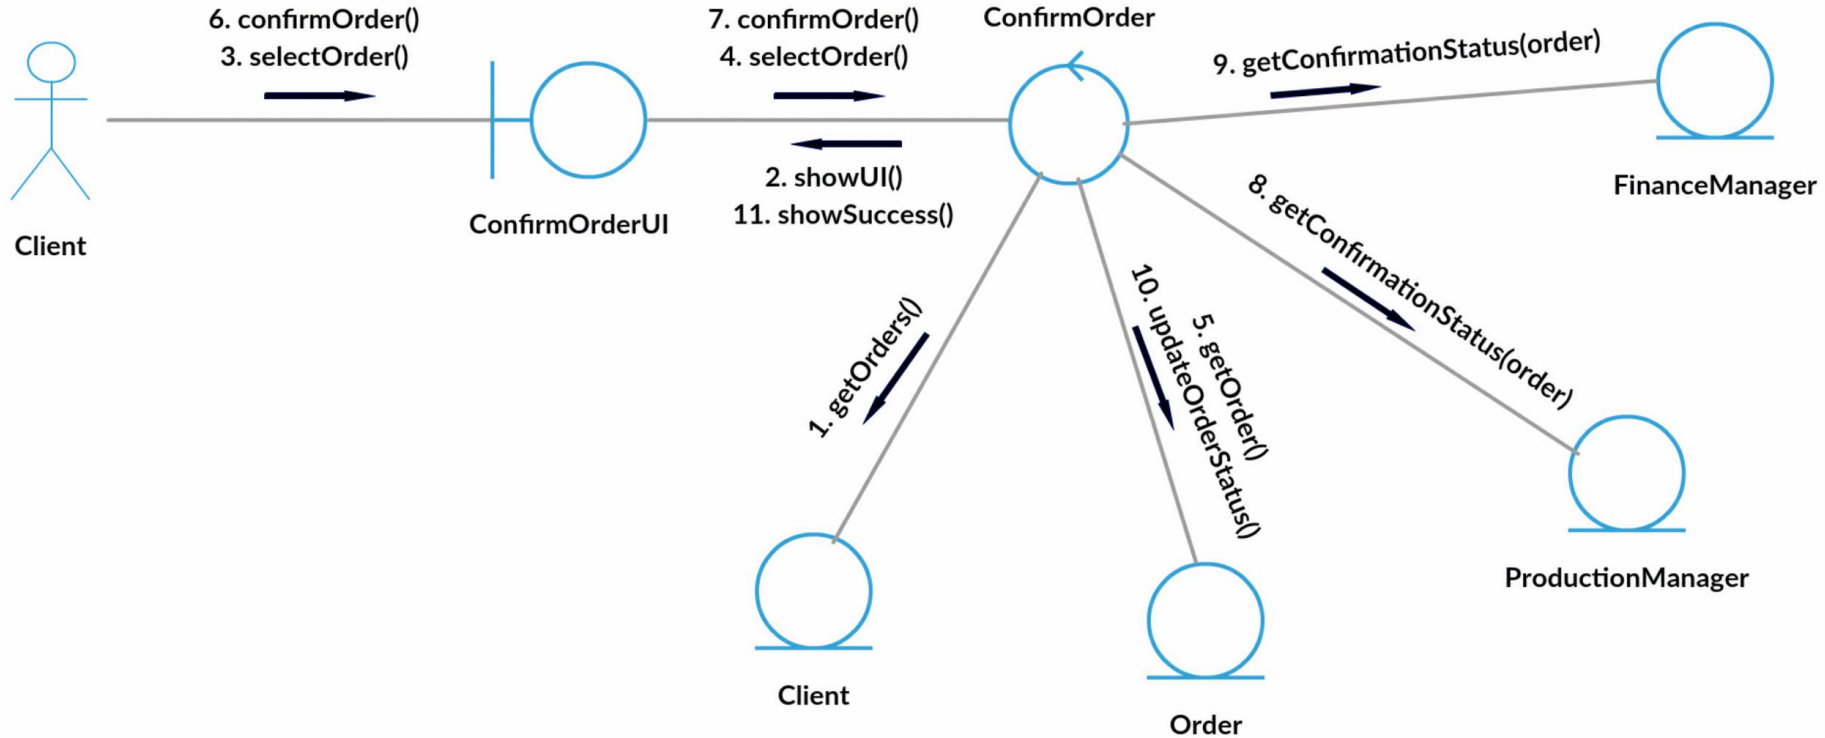 6. confirmOrder()
3. selectOrder()
7. confirmOrder()
4. selectOrder()
ConfirmOrder
9. getConfirmationStatus(order)
2. showUI()
11. showSuccess()
FinanceManager
ConfirmOrderUI
Client
8. getConfirmationStatus(order)
1. getOrders()
10. updateOrderStatus()
5. getOrder()
ProductionManager
Client
Order